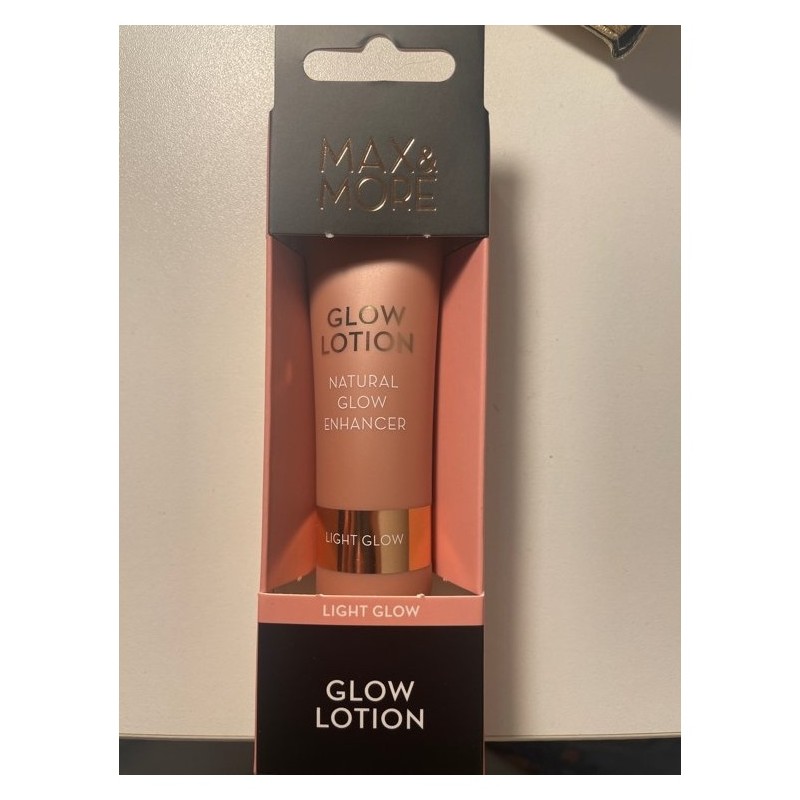 MAX&
MORE
GLOW
LOTION
NATURAL
GLOW
ENHANCER
LIGHT GLOW
LIGHT GLOW
GLOW
LOTION